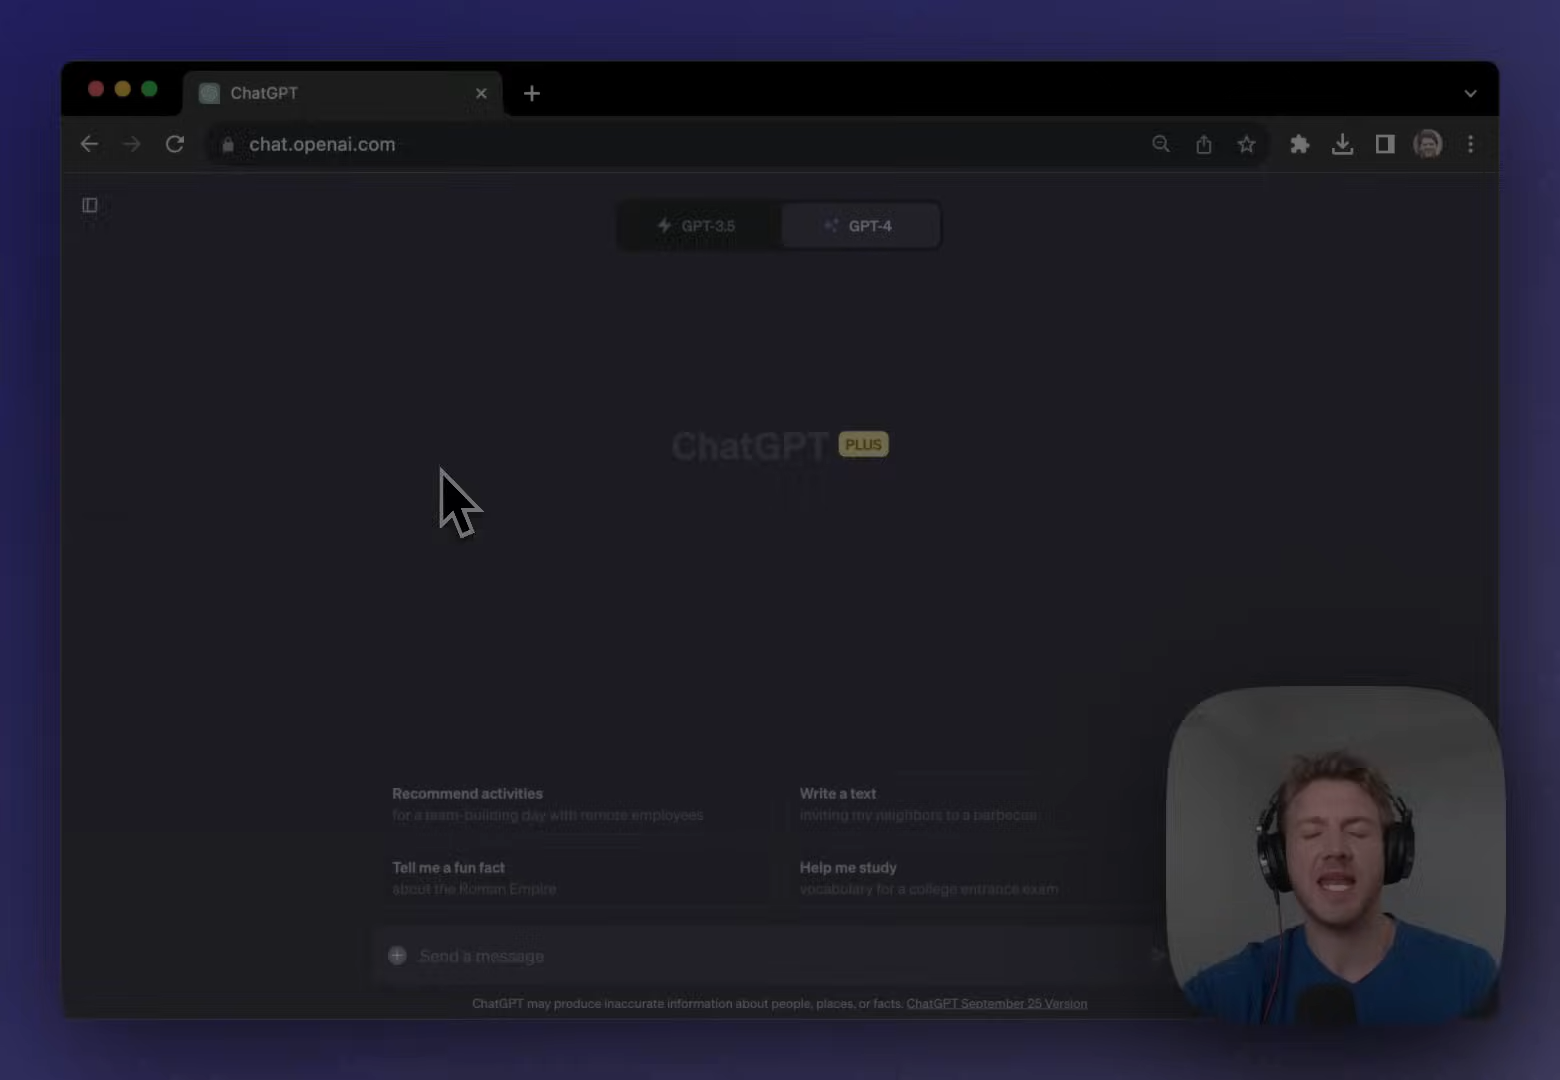 ChatGPT
chat.openai.com
GPT-3.5
GPT-4
ChatGPT PLUS
Recommend activities
for a team-building day with remote employees
Write a text
inviting my neighbors to a barbecue
Tell me a fun fact
about the Roman Empire
Help me study
vocabulary for a college entrance exam
Send a message
ChatGPT may produce inaccurate information about people, places, or facts. ChatGPT September 25 Version